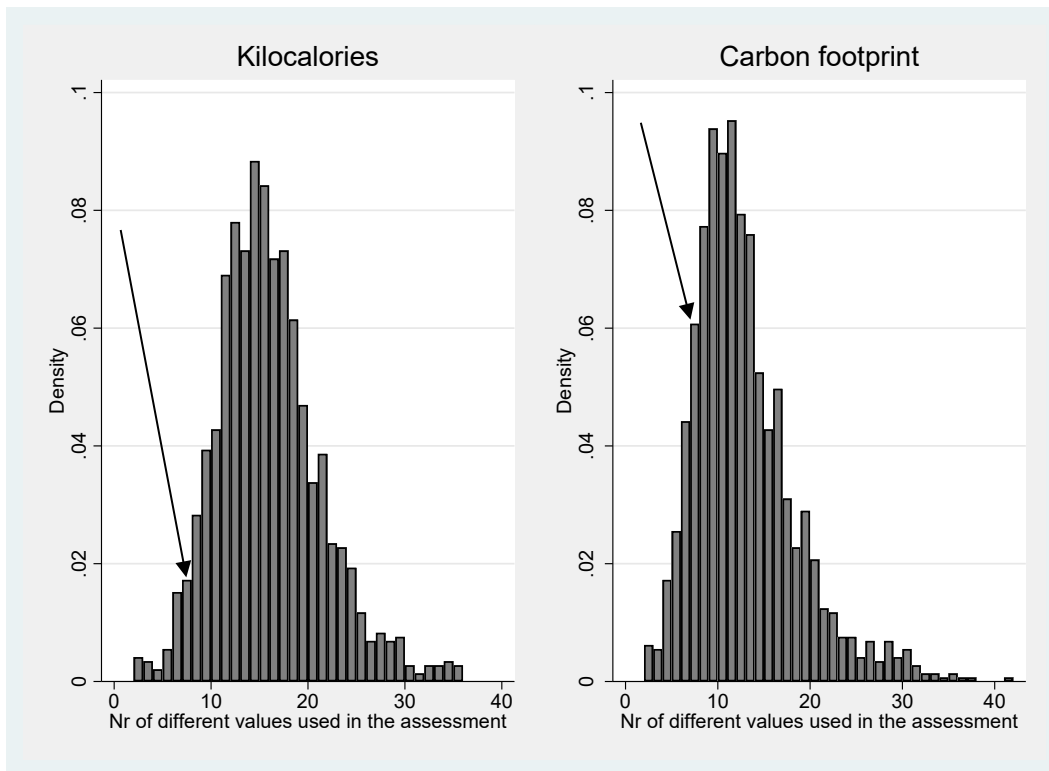 Kilocalories
.1
.08
.06
.04
.02
0
Density
0 10 20 30 40
Nr of different values used in the assessment
Carbon footprint
.1
.08
.06
.04
.02
0
Density
0 10 20 30 40
Nr of different values used in the assessment